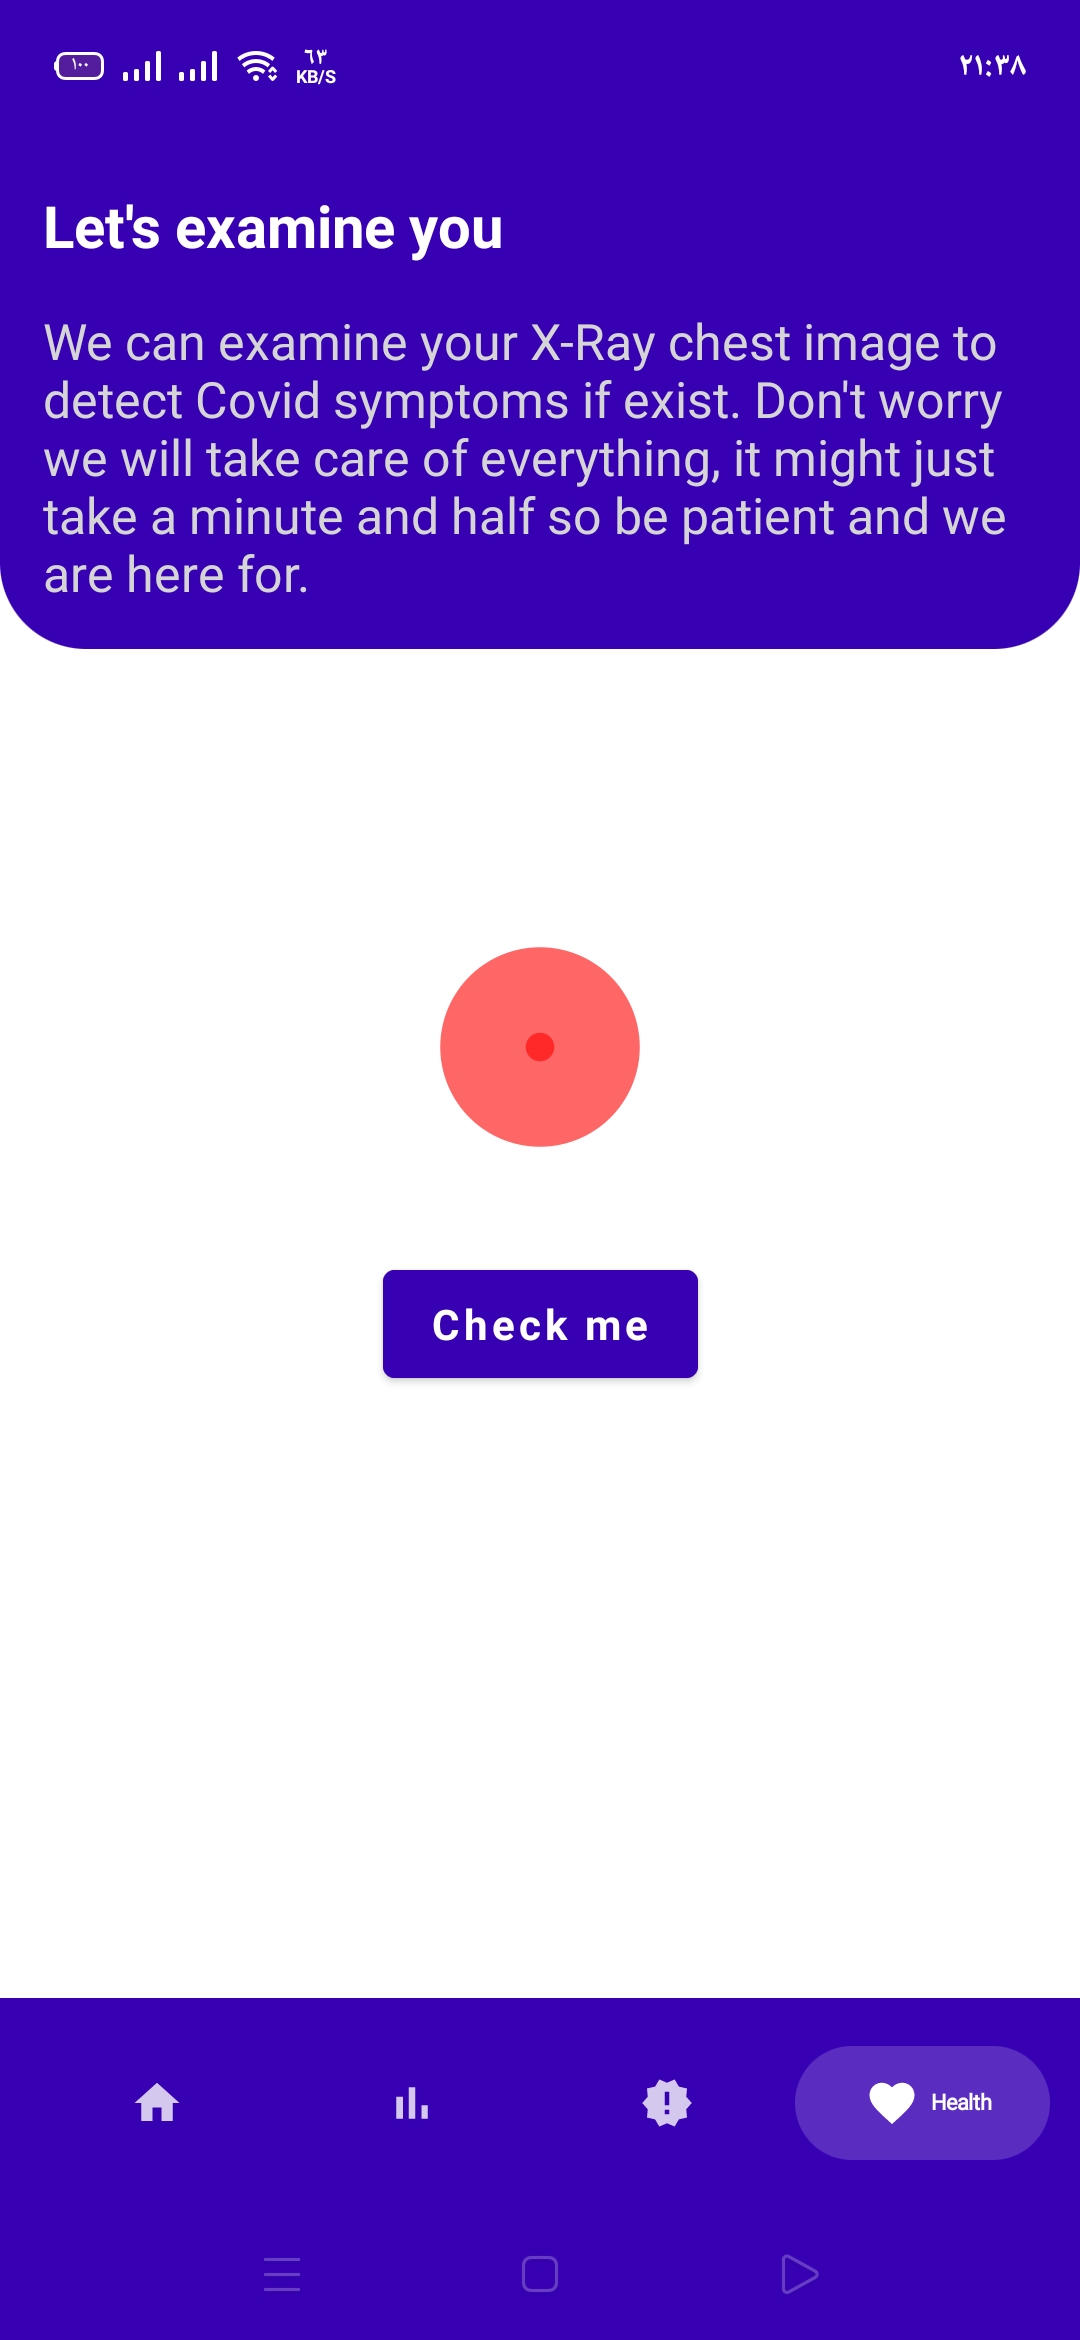 ١٠٠ ٦٣ ٢١:٣٨
KB/S
Let's examine you
We can examine your X-Ray chest image to
detect Covid symptoms if exist. Don't worry
we will take care of everything, it might just
take a minute and half so be patient and we
are here for.
Check me
Health